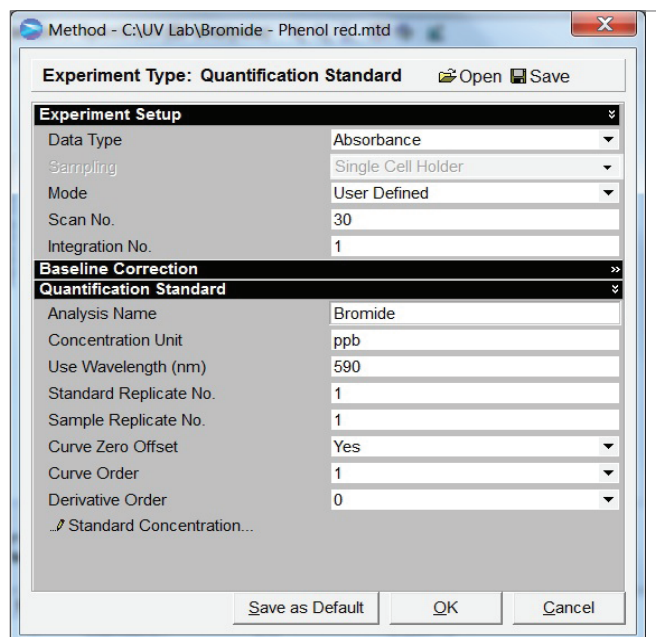 Method - C:\UV Lab\Bromide - Phenol red.mtd
Experiment Type: Quantification Standard Open Save
Experiment Setup
Data Type Absorbance
Sampling Single Cell Holder
Mode User Defined
Scan No. 30
Integration No. 1
Baseline Correction
Quantification Standard
Analysis Name Bromide
Concentration Unit ppb
Use Wavelength (nm) 590
Standard Replicate No. 1
Sample Replicate No. 1
Curve Zero Offset Yes
Curve Order 1
Derivative Order 0
Standard Concentration...
Save as Default OK Cancel